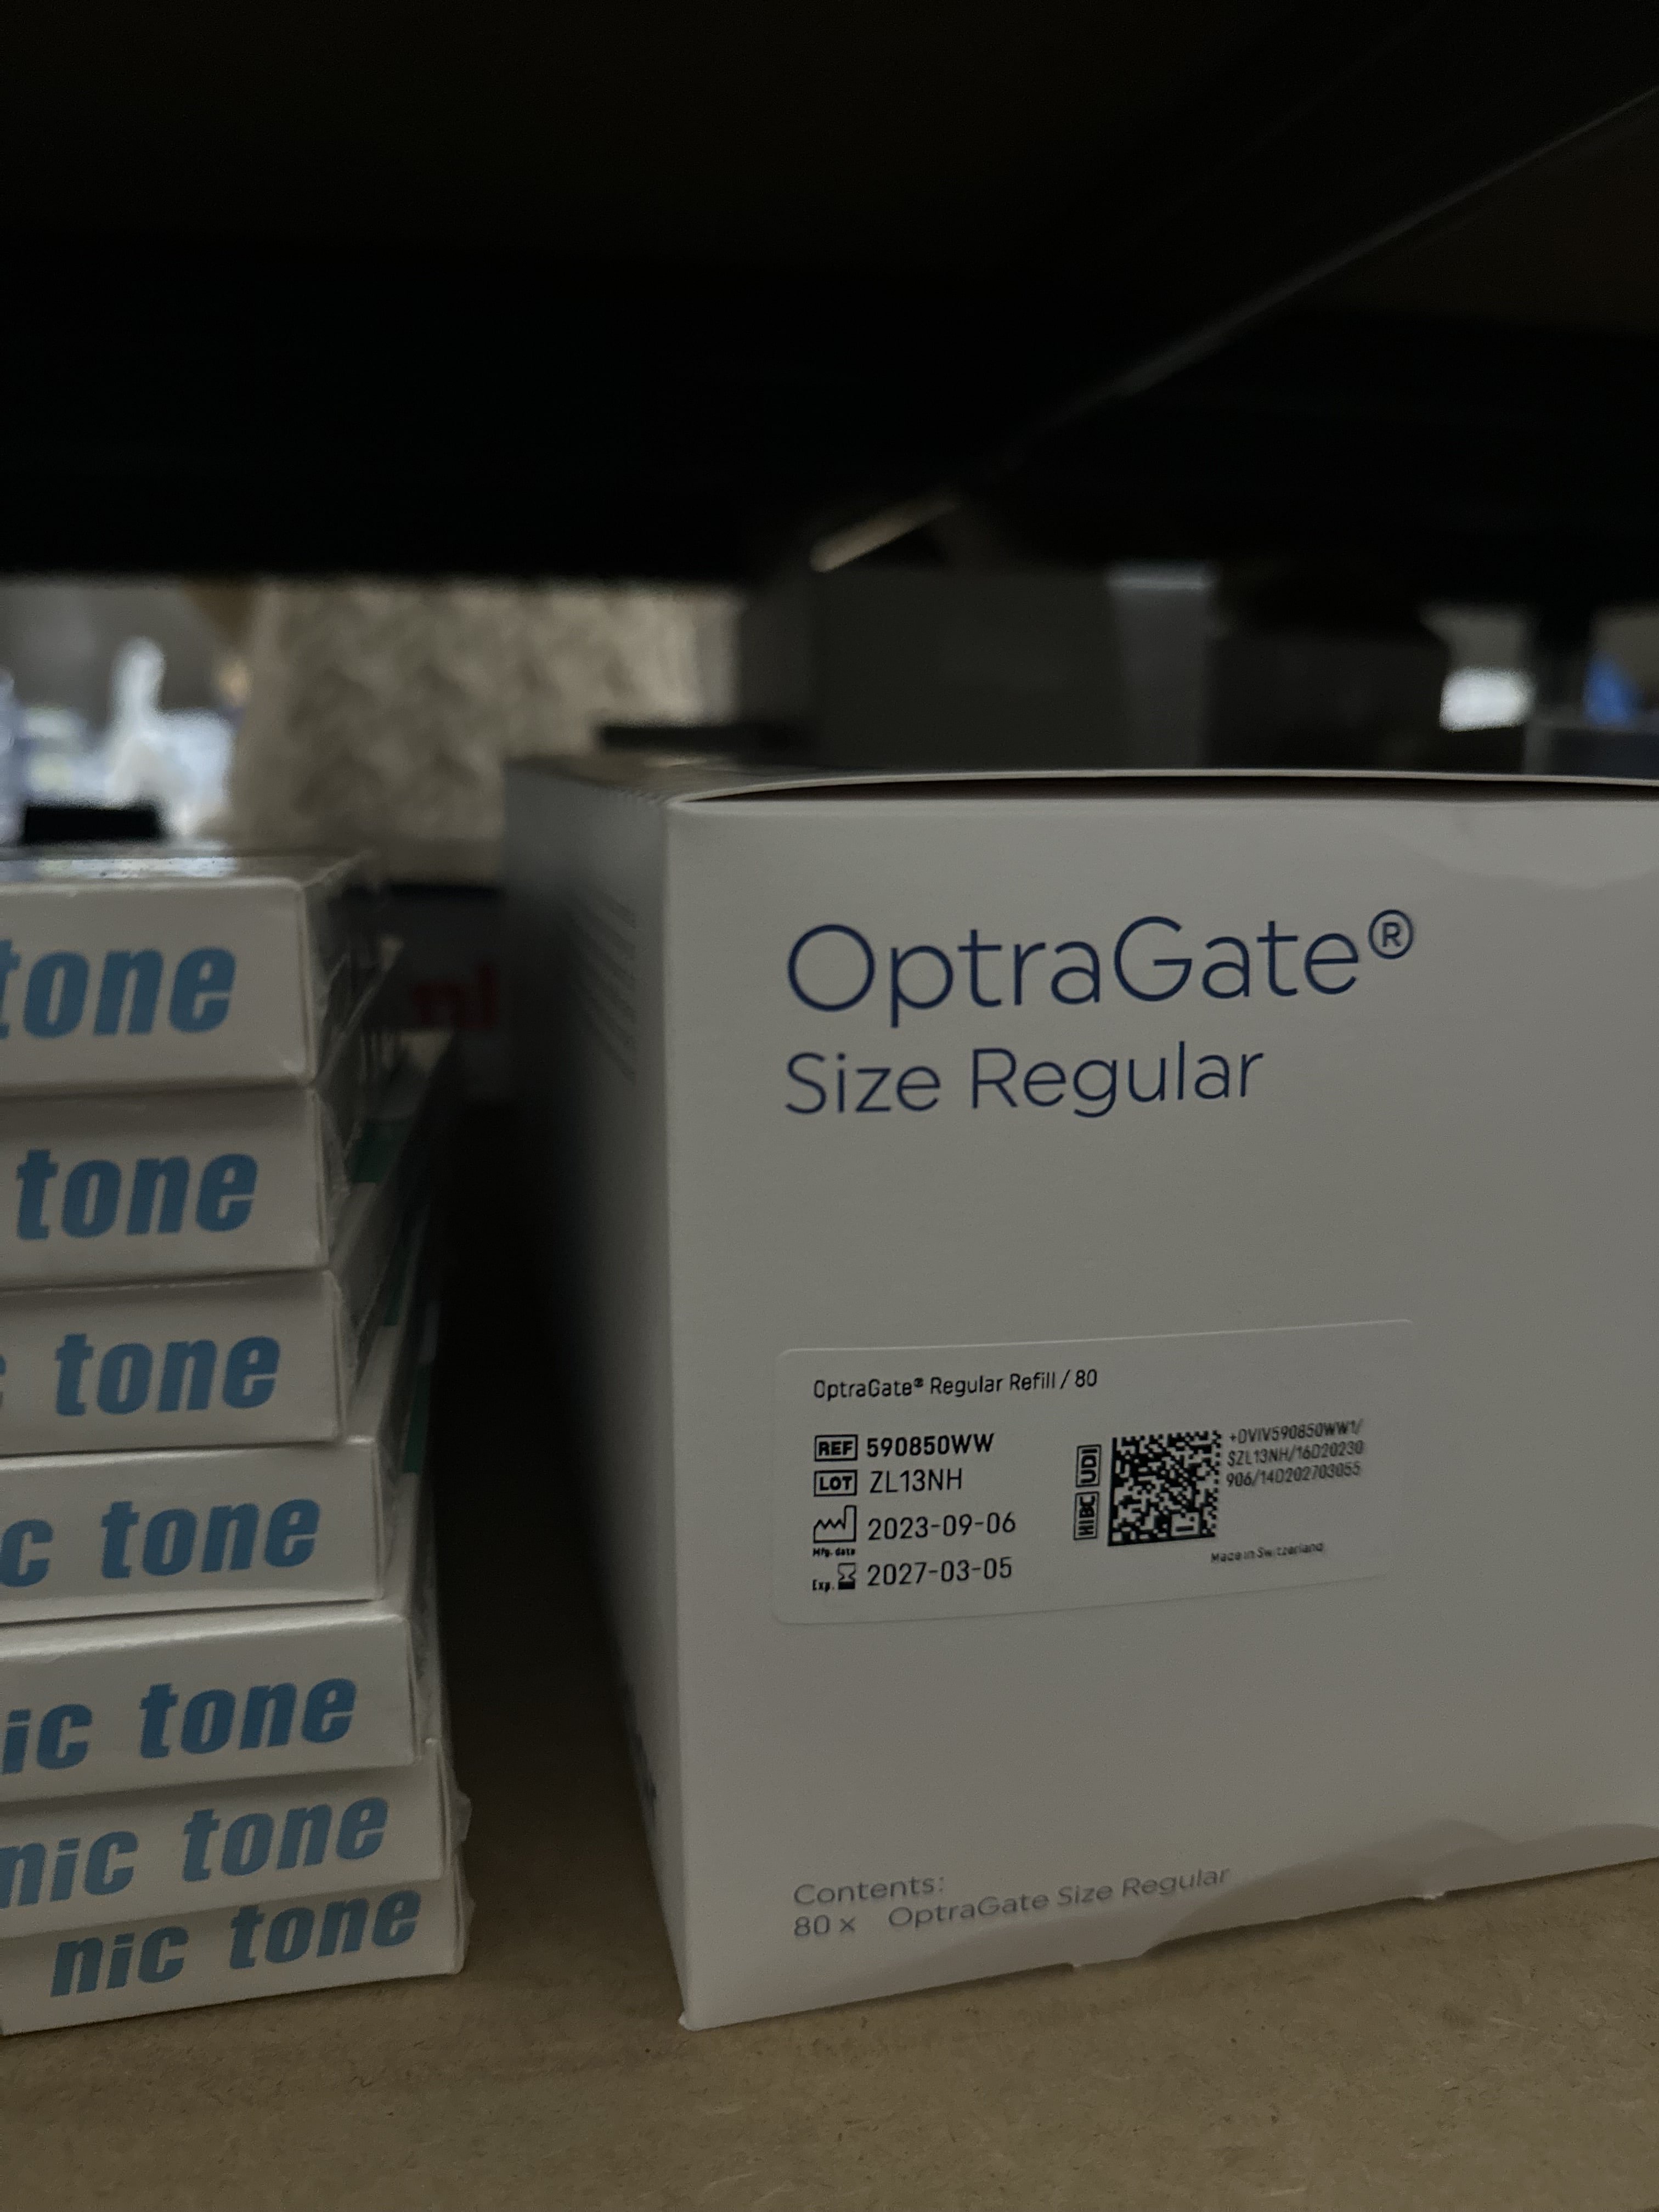 tone
tone
tone
c tone
ic tone
nic tone
nic tone
OptraGate®
Size Regular
OptraGate® Regular Refill / 80
REF 590850WW
LOT ZL13NH
Mfg. date 2023-09-06
Exp. 2027-03-05
HIBC UDI
+DVIV590850WW1/
$ZL13NH/16D20230
906/14D202703055
Made in Switzerland
Contents:
80 x OptraGate Size Regular